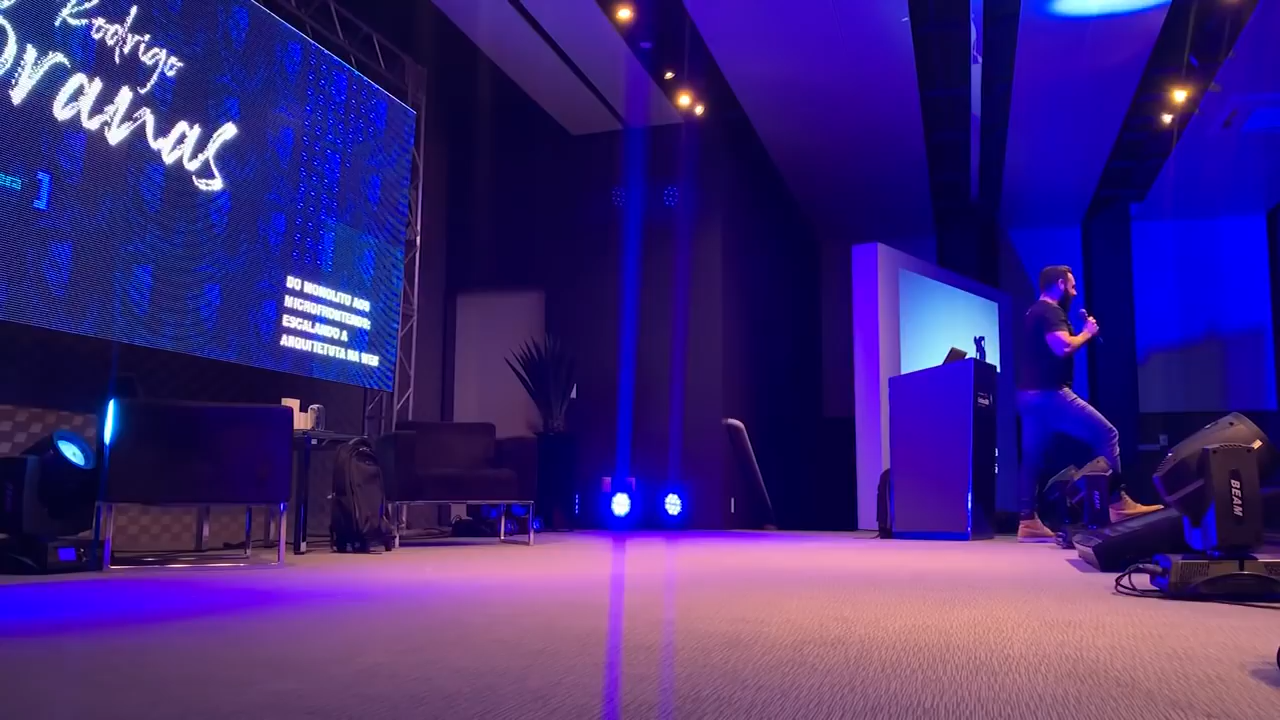 Rodrigo
Branas
]
DO MONOLITO AOS
MICROFRONTENDS:
ESCALANDO A
ARQUITETUTA NA WEB
BEAM